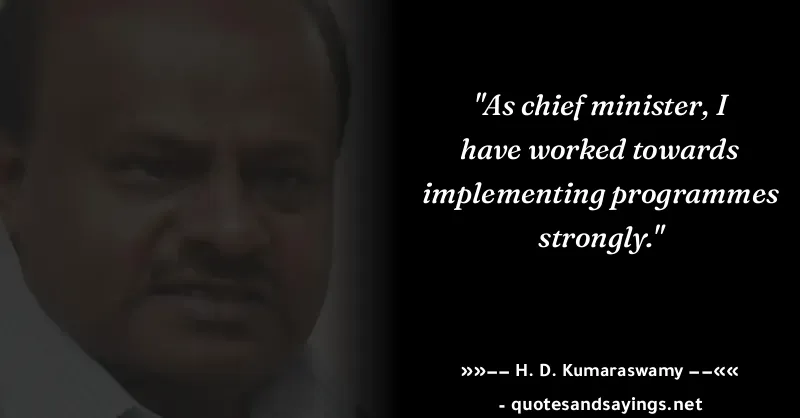 "As chief minister, I
have worked towards
implementing programmes
strongly."
»»—— H. D. Kumaraswamy ——««
- quotesandsayings.net